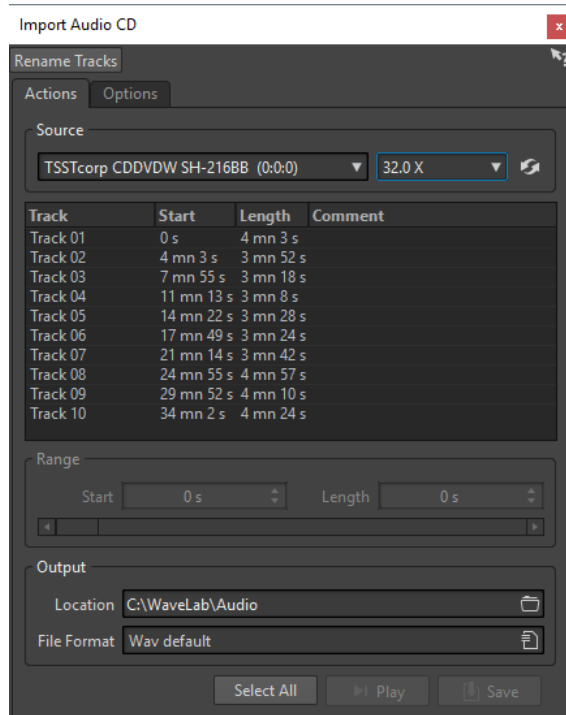 Import Audio CD
Rename Tracks
Actions Options
Source
TSSTcorp CDDVDW SH-216BB (0:0:0) 32.0 X
Track Start Length Comment
Track 01 0 s 4 mn 3 s
Track 02 4 mn 3 s 3 mn 52 s
Track 03 7 mn 55 s 3 mn 18 s
Track 04 11 mn 13 s 3 mn 8 s
Track 05 14 mn 22 s 3 mn 28 s
Track 06 17 mn 49 s 3 mn 24 s
Track 07 21 mn 14 s 3 mn 42 s
Track 08 24 mn 55 s 4 mn 57 s
Track 09 29 mn 52 s 4 mn 10 s
Track 10 34 mn 2 s 4 mn 24 s
Range
Start 0 s Length 0 s
Output
Location C:\WaveLab\Audio
File Format Wav default
Select All Play Save